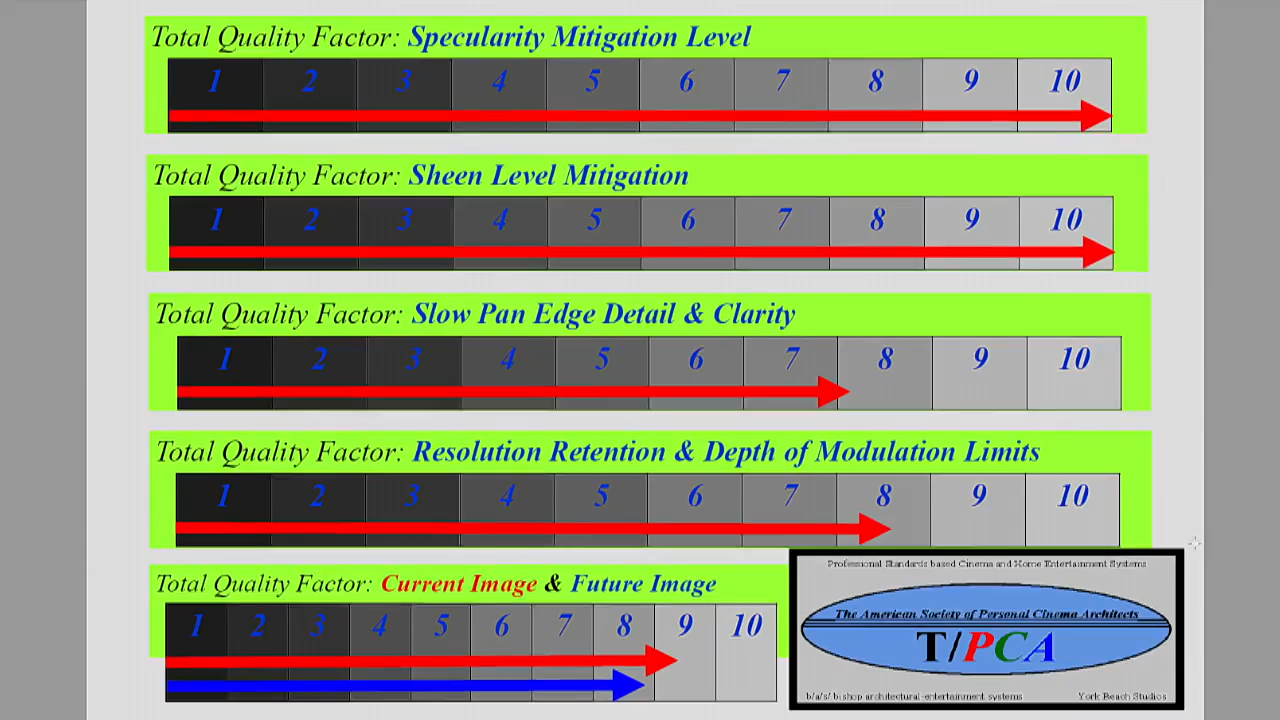 Total Quality Factor: Specularity Mitigation Level
1 2 3 4 5 6 7 8 9 10
Total Quality Factor: Sheen Level Mitigation
1 2 3 4 5 6 7 8 9 10
Total Quality Factor: Slow Pan Edge Detail & Clarity
1 2 3 4 5 6 7 8 9 10
Total Quality Factor: Resolution Retention & Depth of Modulation Limits
1 2 3 4 5 6 7 8 9 10
Total Quality Factor: Current Image & Future Image
1 2 3 4 5 6 7 8 9 10
Professional Standards based Cinema and Home Entertainment Systems
The American Society of Personal Cinema Architects
T/PCA
b/a/s/ bishop architectural-entertainment systems
York Beach Studios